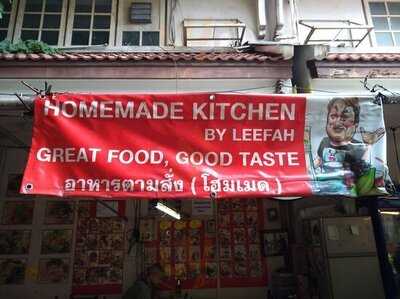 HOMEMADE KITCHEN
BY LEEFAH
GREAT FOOD, GOOD TASTE
อาหารตามสั่ง ( โฮมเมด )